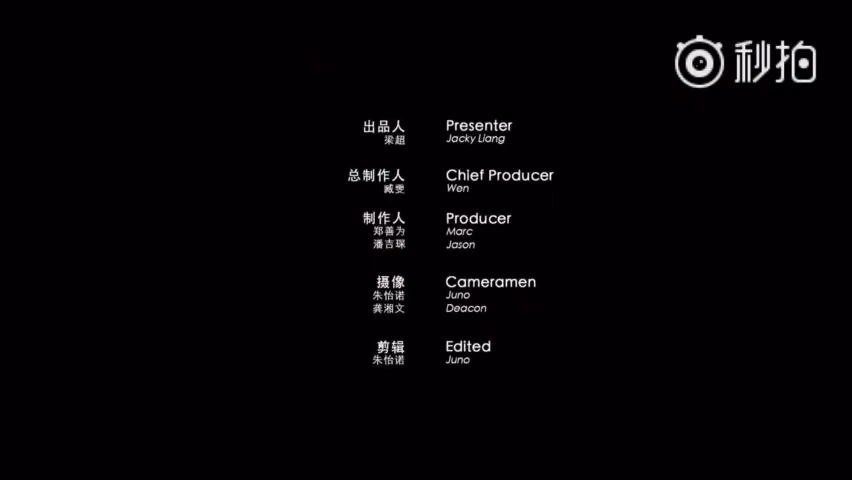 秒拍
出品人 Presenter
梁超 Jacky Liang
总制作人 Chief Producer
臧雯 Wen
制作人 Producer
郑善为 Marc
潘吉琛 Jason
摄像 Cameramen
朱怡诺 Juno
龚湘文 Deacon
剪辑 Edited
朱怡诺 Juno